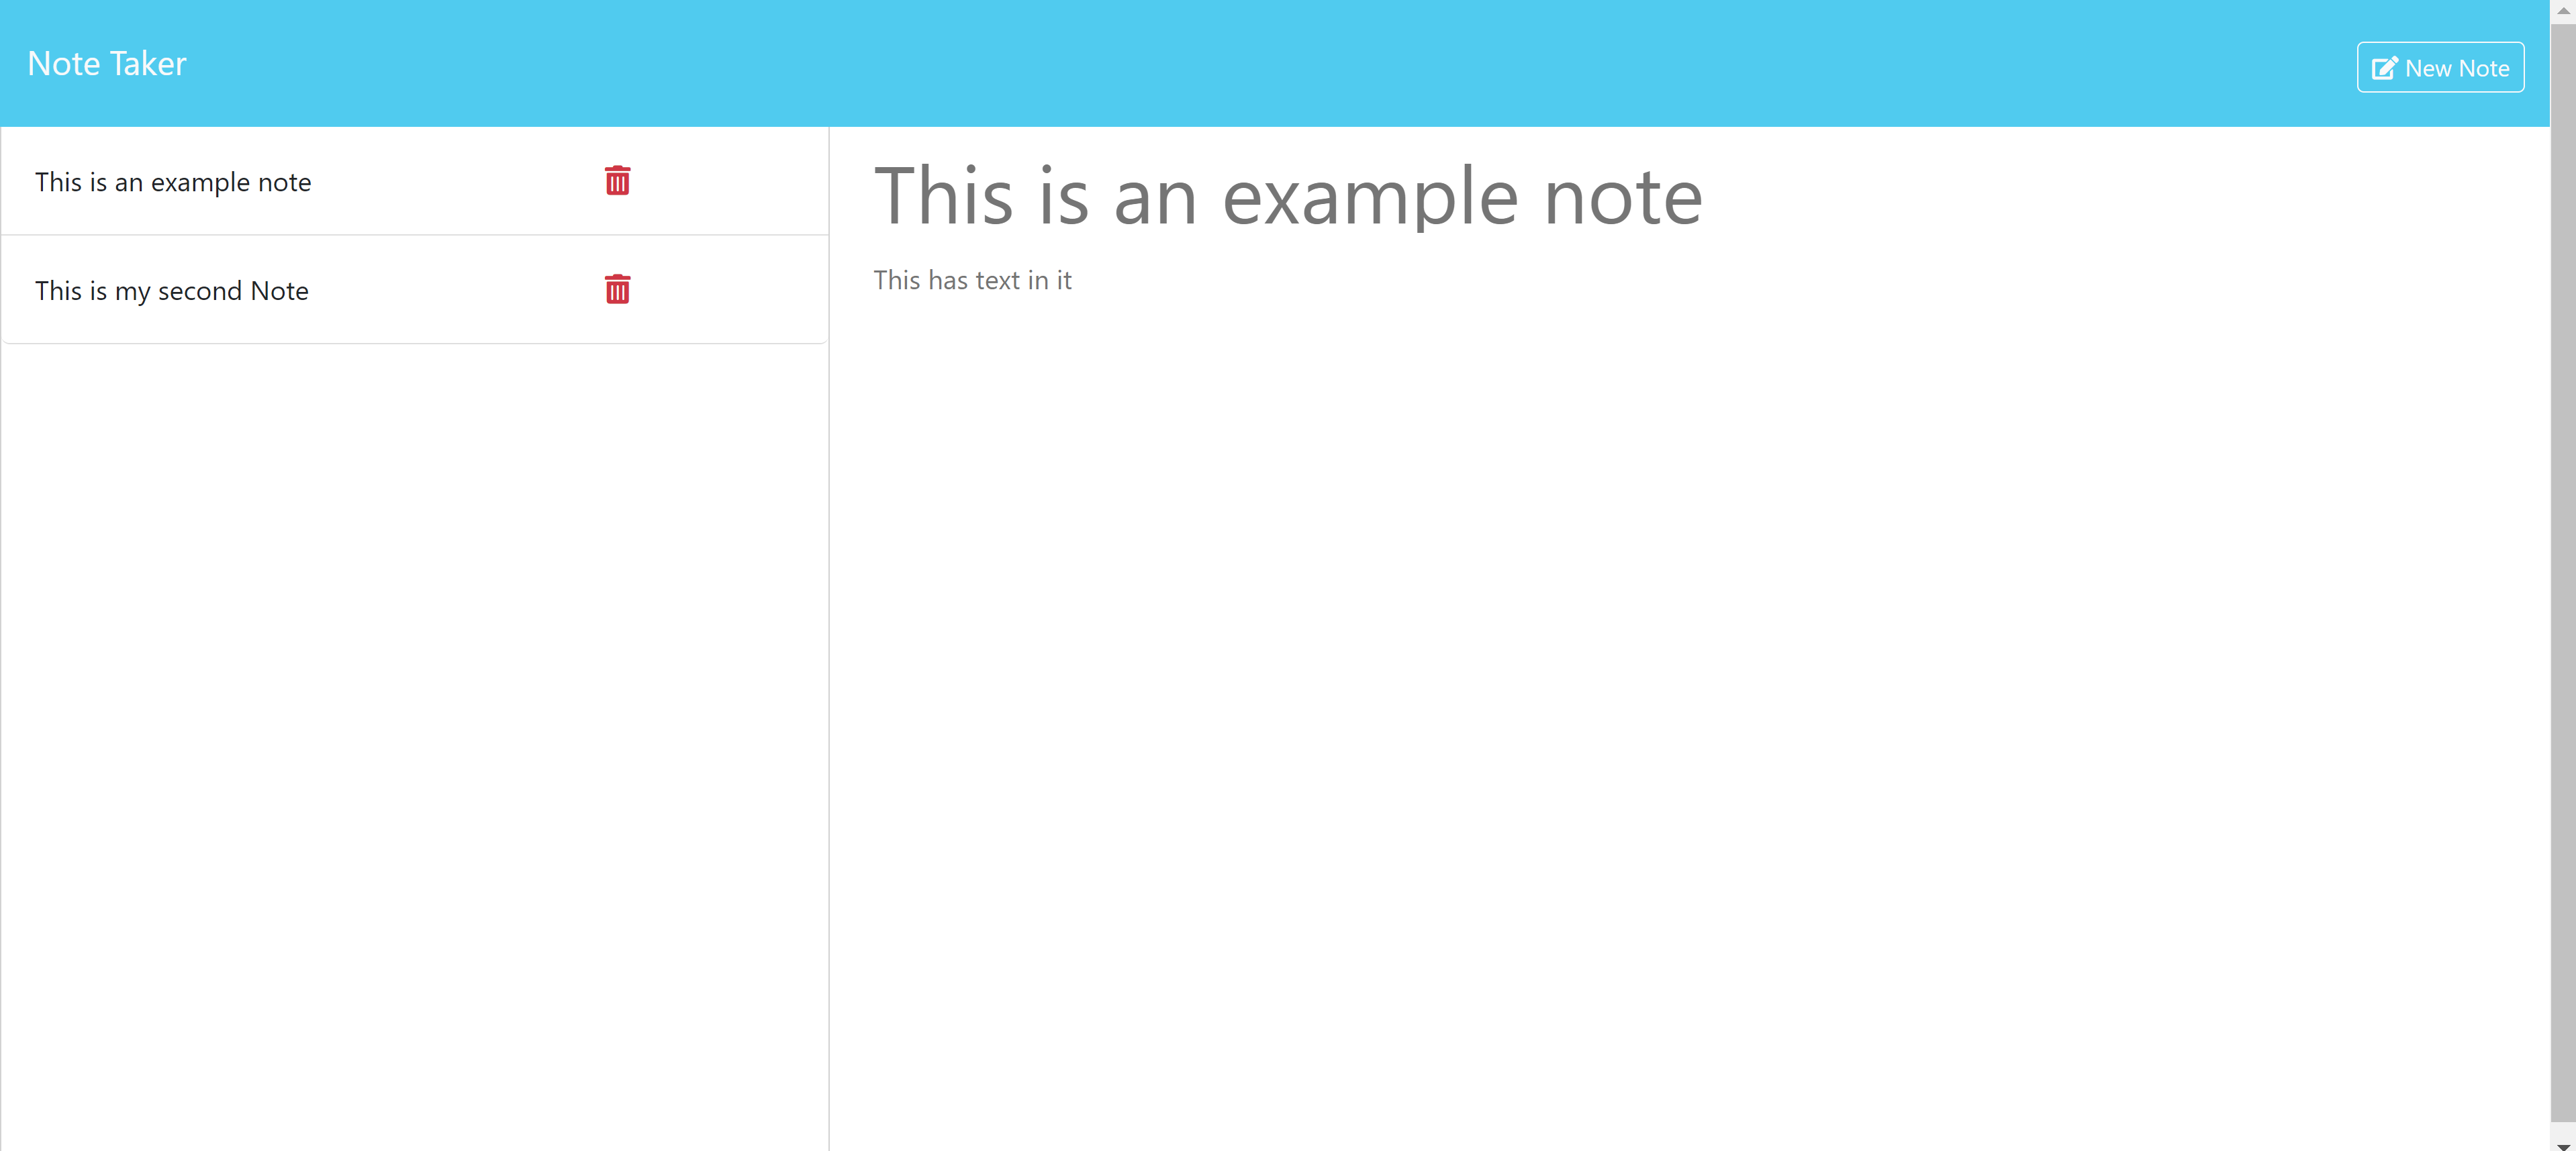 Note Taker
New Note
This is an example note
This is my second Note
This is an example note
This has text in it